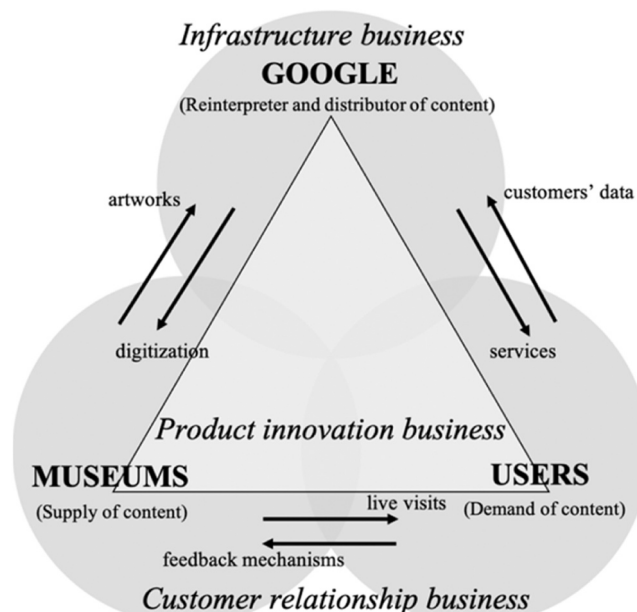 Infrastructure business
GOOGLE
(Reinterpreter and distributor of content)
artworks
customers’ data
digitization
services
Product innovation business
MUSEUMS
USERS
(Supply of content)
live visits
(Demand of content)
feedback mechanisms
Customer relationship business